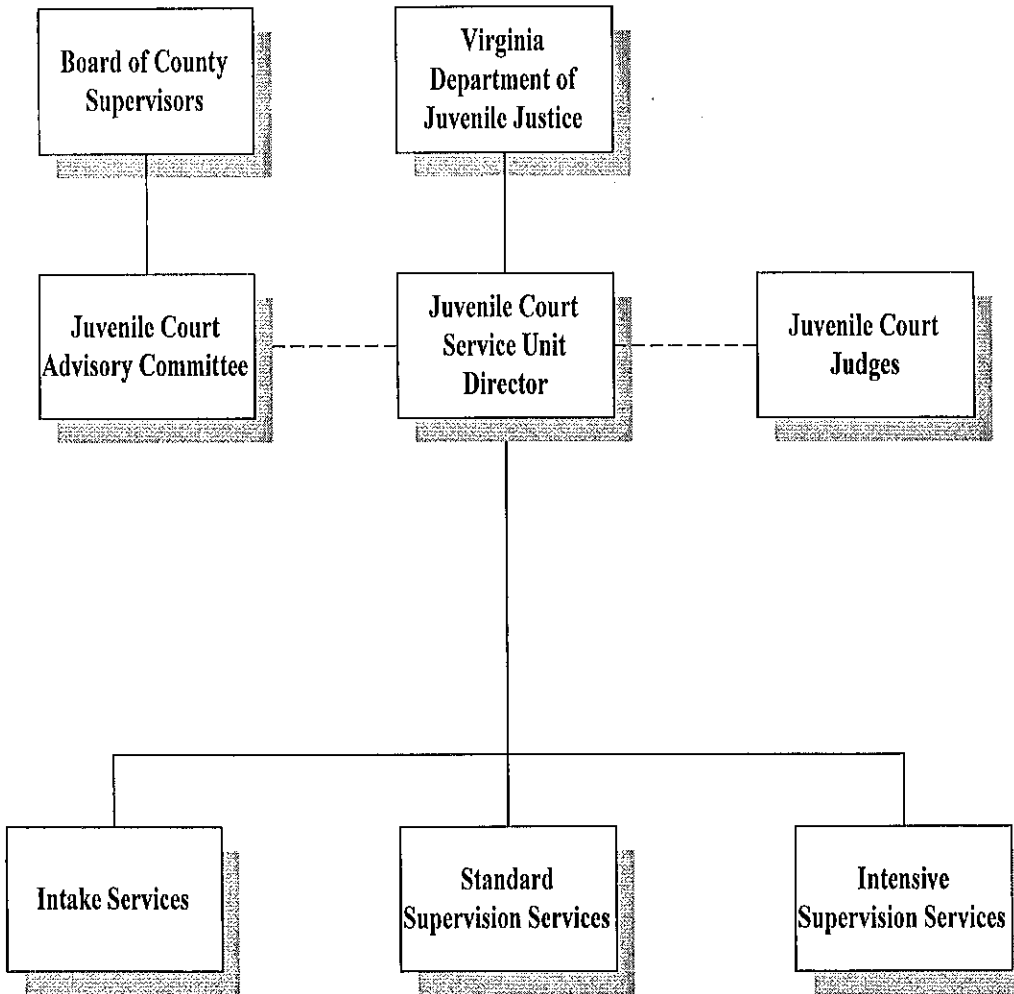 Board of County
Supervisors
Virginia
Department of
Juvenile Justice
Juvenile Court
Advisory Committee
Juvenile Court
Service Unit
Director
Juvenile Court
Judges
Intake Services
Standard
Supervision Services
Intensive
Supervision Services